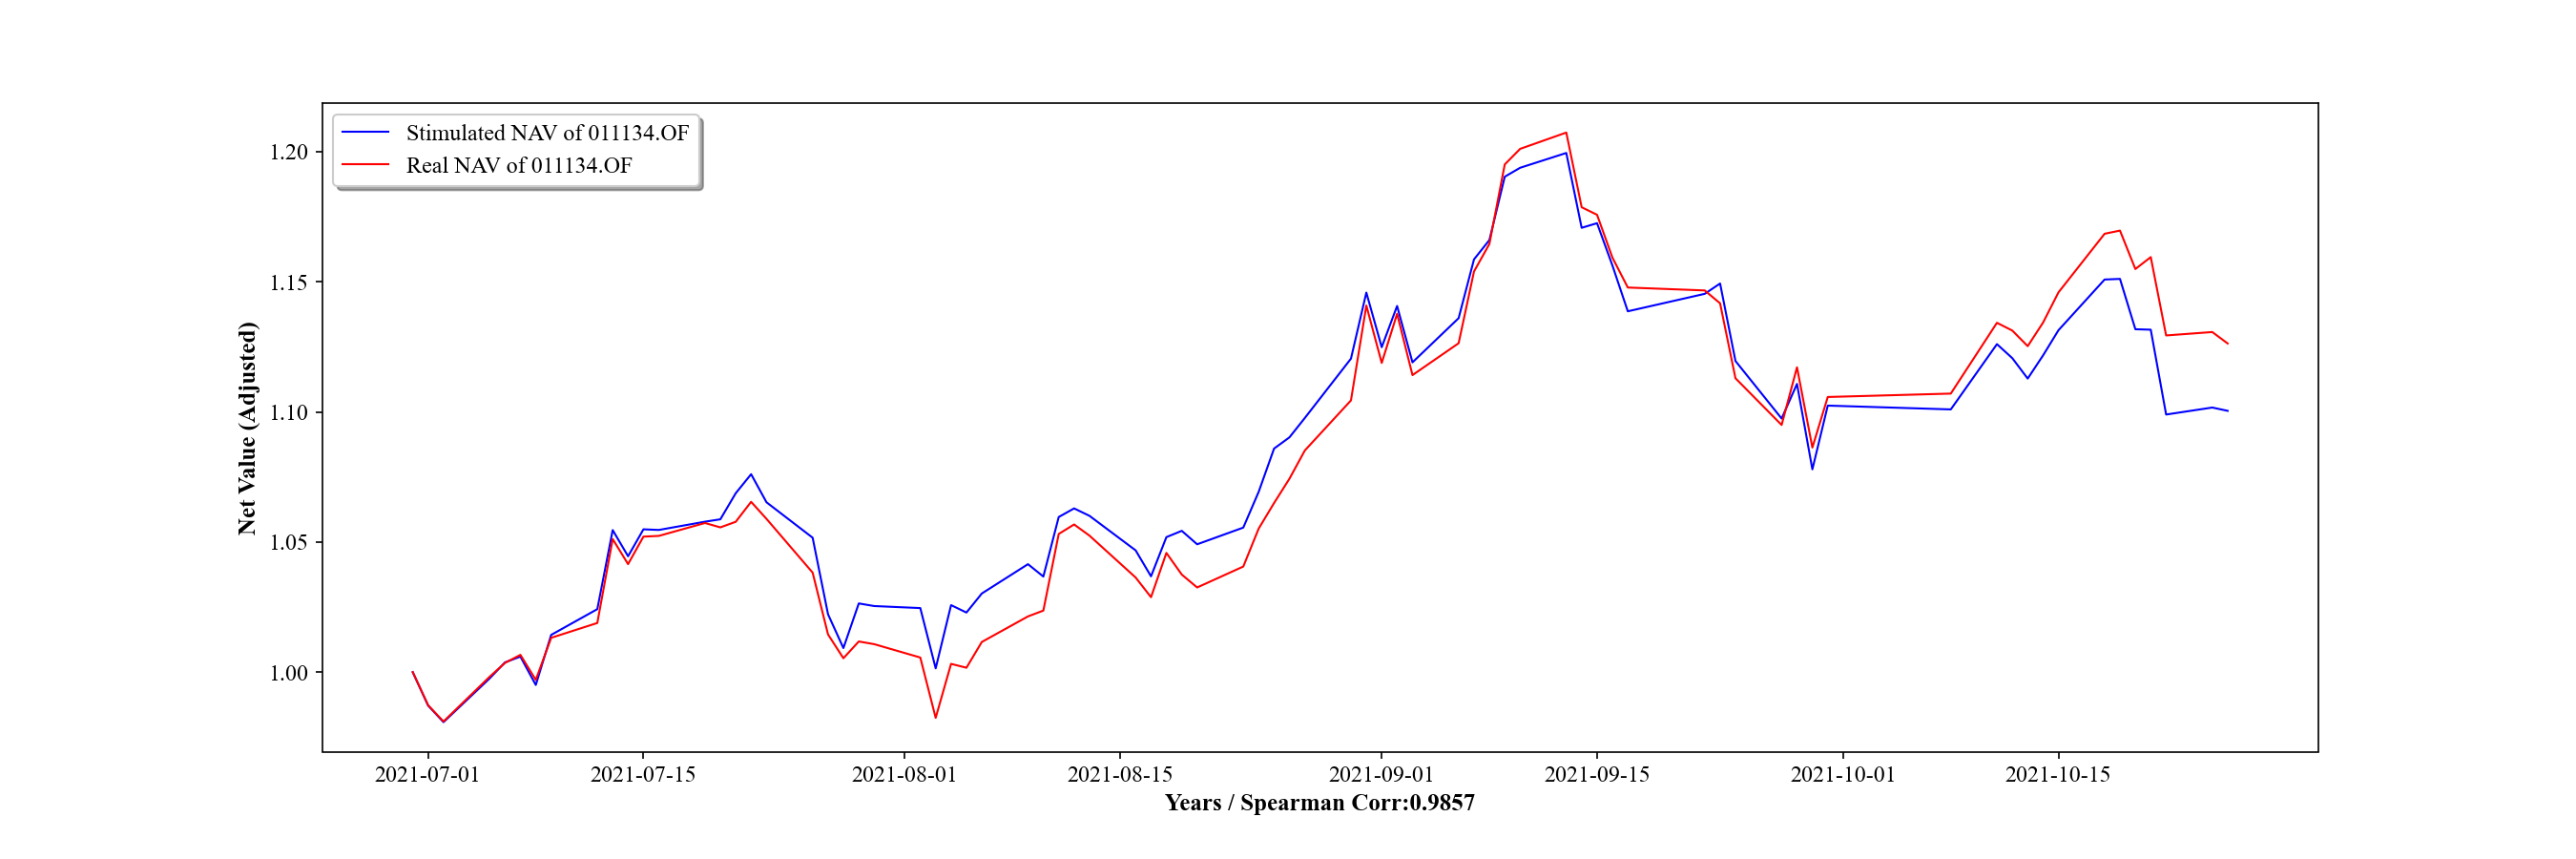 Stimulated NAV of 011134.OF
Real NAV of 011134.OF
Net Value (Adjusted)
1.20
1.15
1.10
1.05
1.00
2021-07-01 2021-07-15 2021-08-01 2021-08-15 2021-09-01 2021-09-15 2021-10-01 2021-10-15
Years / Spearman Corr:0.9857